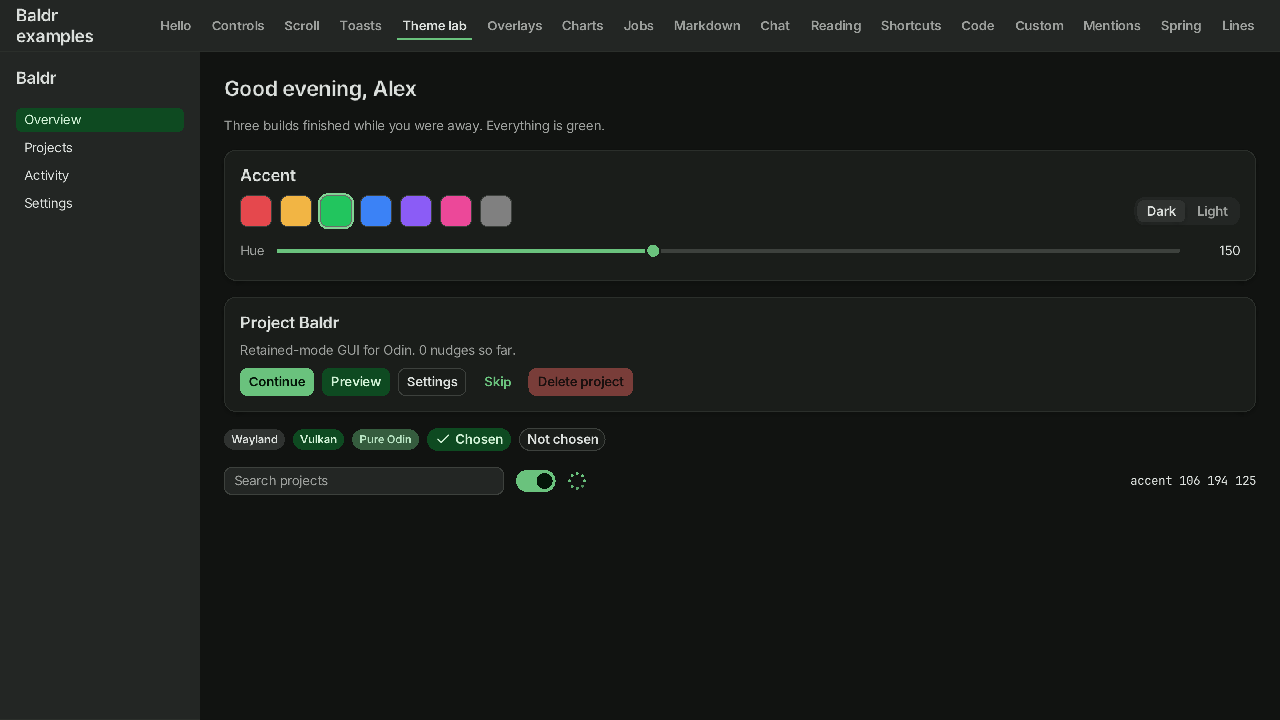 Baldr
examples
Hello Controls Scroll Toasts Theme lab Overlays Charts Jobs Markdown Chat Reading Shortcuts Code Custom Mentions Spring Lines
Baldr
Overview
Projects
Activity
Settings
Good evening, Alex
Three builds finished while you were away. Everything is green.
Accent
Dark Light
Hue 150
Project Baldr
Retained-mode GUI for Odin. 0 nudges so far.
Continue Preview Settings Skip Delete project
Wayland Vulkan Pure Odin Chosen Not chosen
Search projects accent 106 194 125